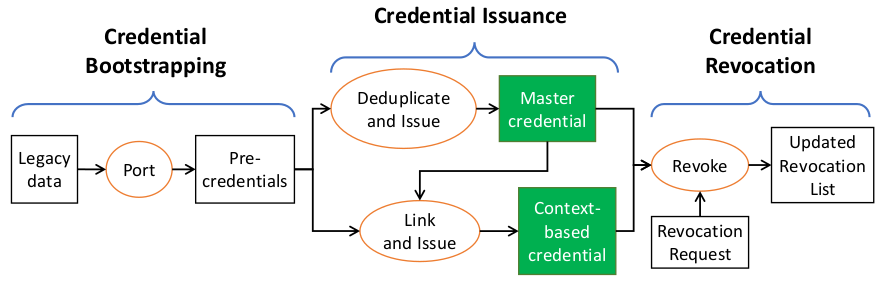 Credential
Bootstrapping
Credential Issuance
Credential
Revocation
Legacy
data
Port
Pre-
credentials
Deduplicate
and Issue
Master
credential
Link
and Issue
Context-
based
credential
Revoke
Revocation
Request
Updated
Revocation
List